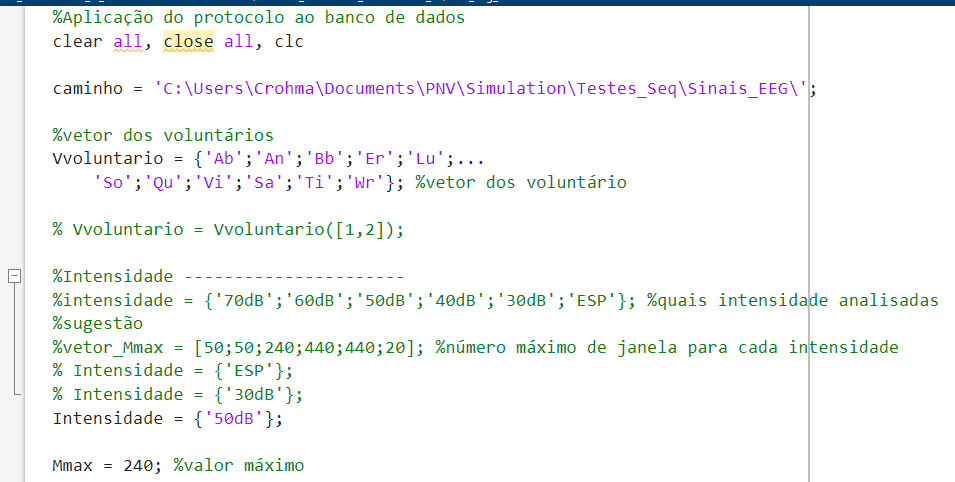 %Aplicação do protocolo ao banco de dados
clear all, close all, clc
caminho = 'C:\Users\Crohma\Documents\PNV\Simulation\Testes_Seq\Sinais_EEG\';
%vetor dos voluntários
Vvoluntario = {'Ab';'An';'Bb';'Er';'Lu';...
'So';'Qu';'Vi';'Sa';'Ti';'Wr'}; %vetor dos voluntário
% Vvoluntario = Vvoluntario([1,2]);
%Intensidade ----------------------
%intensidade = {'70dB';'60dB';'50dB';'40dB';'30dB';'ESP'}; %quais intensidade analisadas
%sugestão
%vetor_Mmax = [50;50;240;440;440;20]; %número máximo de janela para cada intensidade
% Intensidade = {'ESP'};
% Intensidade = {'30dB'};
Intensidade = {'50dB'};
Mmax = 240; %valor máximo